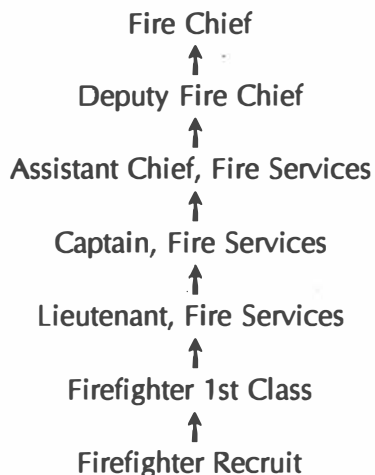 Fire Chief
Deputy Fire Chief
Assistant Chief, Fire Services
Captain, Fire Services
Lieutenant, Fire Services
Firefighter 1st Class
Firefighter Recruit